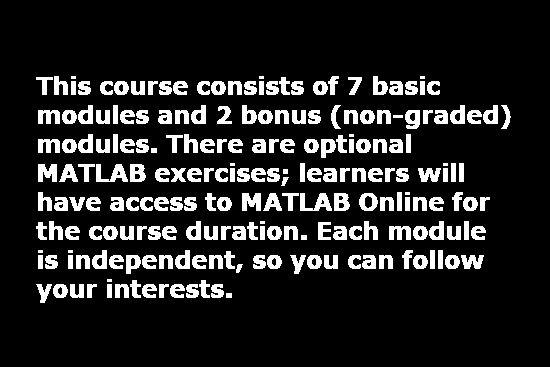 This course consists of 7 basic
modules and 2 bonus (non-graded)
modules. There are optional
MATLAB exercises; learners will
have access to MATLAB Online for
the course duration. Each module
is independent, so you can follow
your interests.